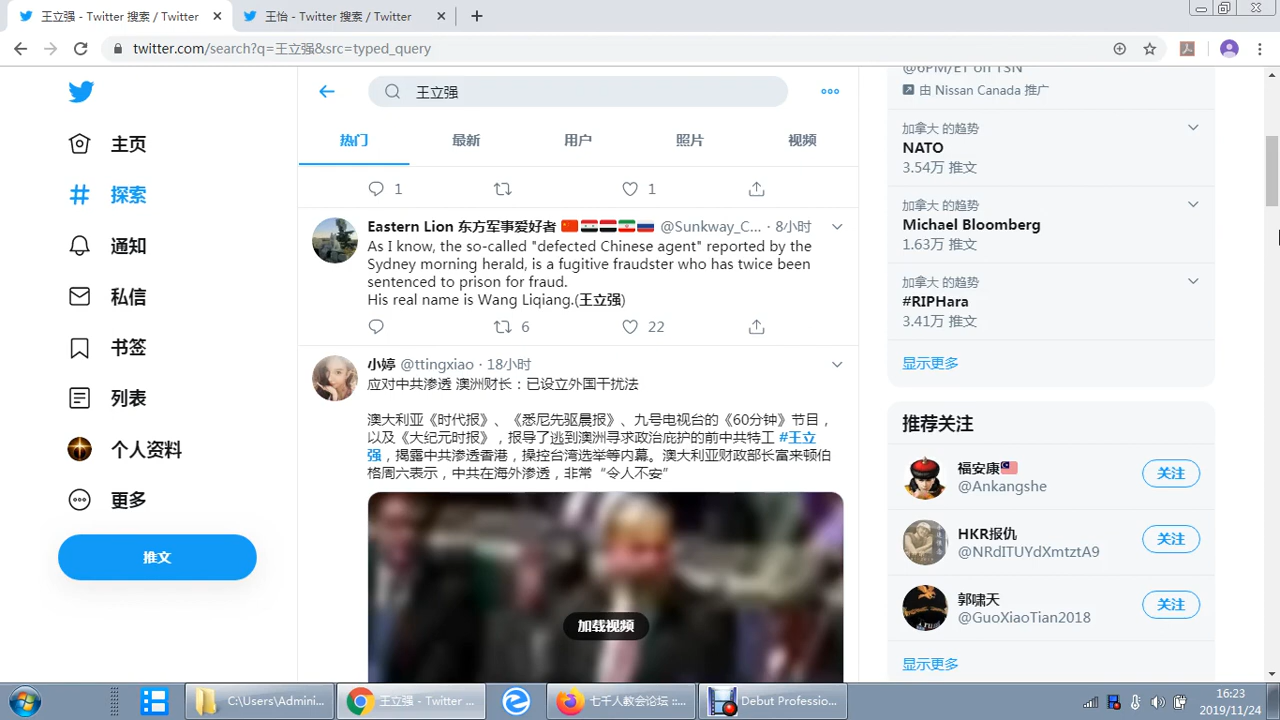 王立强 - Twitter 搜索 / Twitter
王怡 - Twitter 搜索 / Twitter
twitter.com/search?q=王立强&src=typed_query
主页
探索
通知
私信
书签
列表
个人资料
更多
推文
王立强
热门
最新
用户
照片
视频
1
1
Eastern Lion 东方军事爱好者 @Sunkway_C... · 8小时
As I know, the so-called "defected Chinese agent" reported by the
Sydney morning herald, is a fugitive fraudster who has twice been
sentenced to prison for fraud.
His real name is Wang Liqiang.(王立强)
6
22
小婷 @ttingxiao · 18小时
应对中共渗透 澳洲财长：已设立外国干扰法
澳大利亚《时代报》、《悉尼先驱晨报》、九号电视台的《60分钟》节目，
以及《大纪元时报》，报导了逃到澳洲寻求政治庇护的前中共特工 #王立
强，揭露中共渗透香港，操控台湾选举等内幕。澳大利亚财政部长富来顿伯
格周六表示，中共在海外渗透，非常“令人不安”
加载视频
@6PM/ET on TSN
由 Nissan Canada 推广
加拿大 的趋势
NATO
3.54万 推文
加拿大 的趋势
Michael Bloomberg
1.63万 推文
加拿大 的趋势
#RIPHara
3.41万 推文
显示更多
推荐关注
福安康
@Ankangshe
关注
HKR报仇
@NRdITUYdXmtztA9
关注
郭啸天
@GuoXiaoTian2018
关注
显示更多
C:\Users\Admini...
王立强 - Twitter ...
七千人教会论坛 ::...
Debut Professio...
16:23
2019/11/24